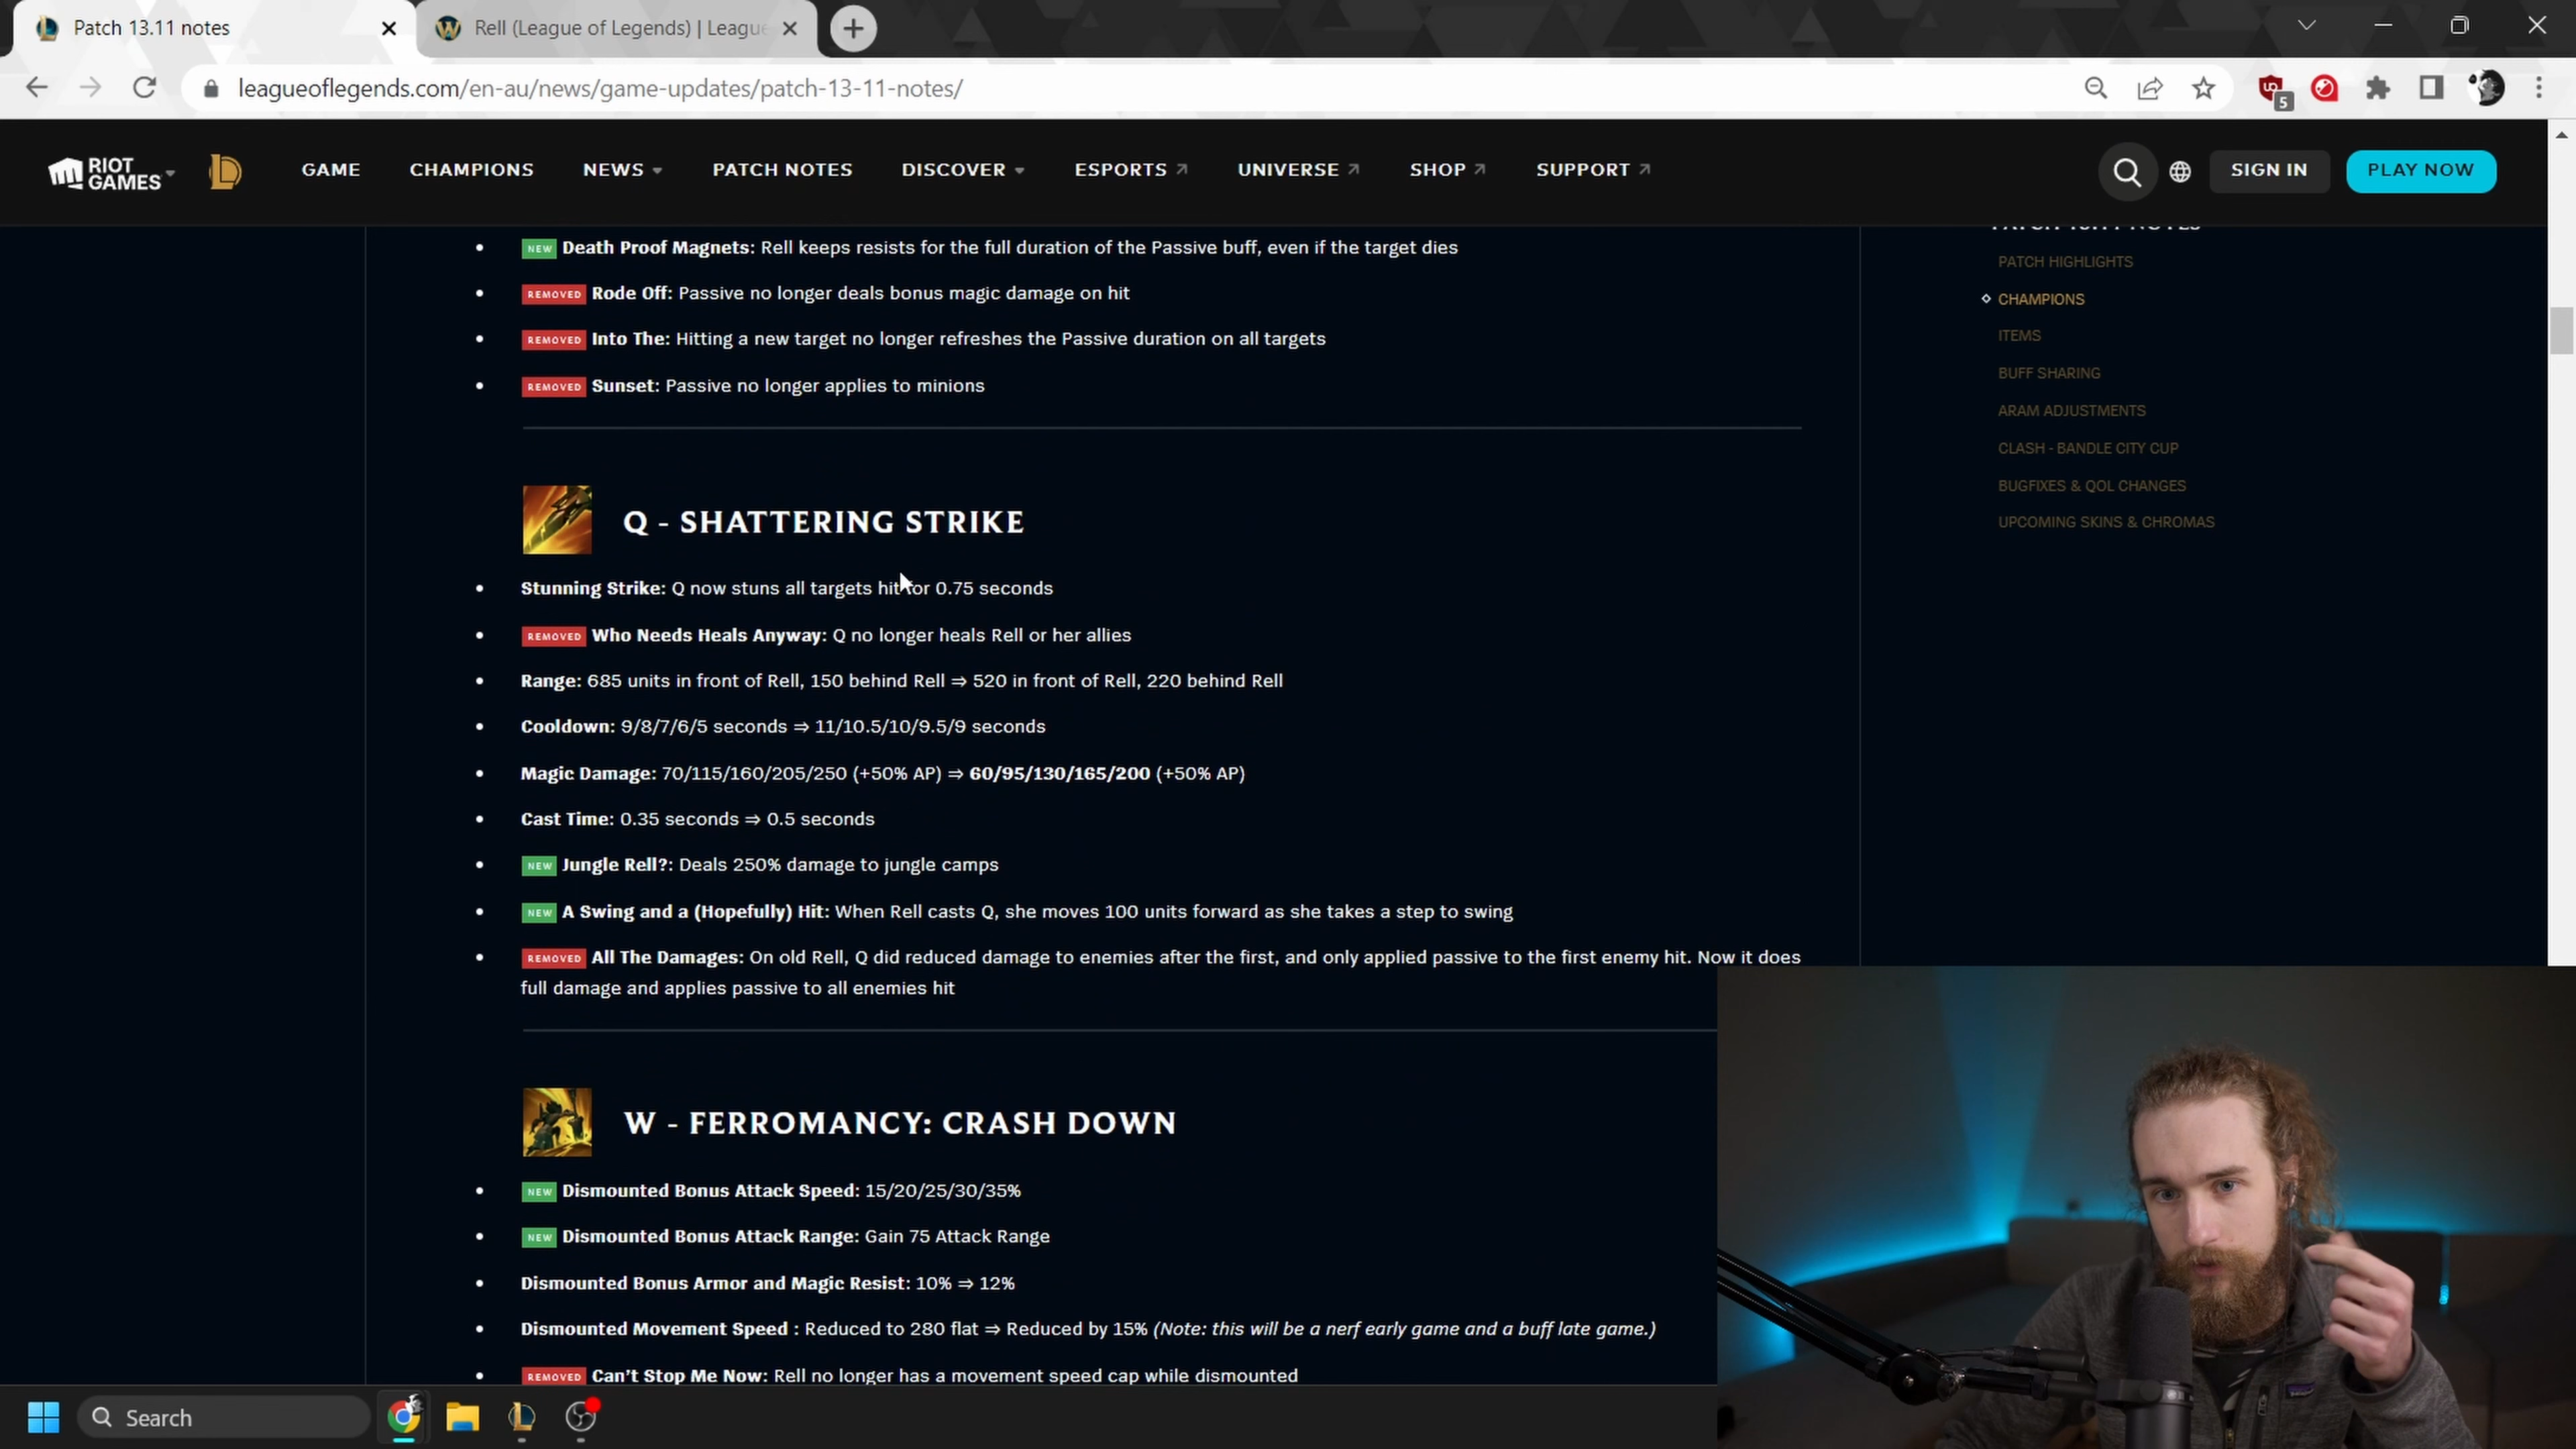 Patch 13.11 notes
Rell (League of Legends) | League
leagueoflegends.com/en-au/news/game-updates/patch-13-11-notes/
5
RIOT GAMES
GAME CHAMPIONS NEWS PATCH NOTES DISCOVER ESPORTS UNIVERSE SHOP SUPPORT SIGN IN PLAY NOW
NEW Death Proof Magnets: Rell keeps resists for the full duration of the Passive buff, even if the target dies
REMOVED Rode Off: Passive no longer deals bonus magic damage on hit
REMOVED Into The: Hitting a new target no longer refreshes the Passive duration on all targets
REMOVED Sunset: Passive no longer applies to minions
Q - SHATTERING STRIKE
Stunning Strike: Q now stuns all targets hit for 0.75 seconds
REMOVED Who Needs Heals Anyway: Q no longer heals Rell or her allies
Range: 685 units in front of Rell, 150 behind Rell ⇒ 520 in front of Rell, 220 behind Rell
Cooldown: 9/8/7/6/5 seconds ⇒ 11/10.5/10/9.5/9 seconds
Magic Damage: 70/115/160/205/250 (+50% AP) ⇒ 60/95/130/165/200 (+50% AP)
Cast Time: 0.35 seconds ⇒ 0.5 seconds
NEW Jungle Rell?: Deals 250% damage to jungle camps
NEW A Swing and a (Hopefully) Hit: When Rell casts Q, she moves 100 units forward as she takes a step to swing
REMOVED All The Damages: On old Rell, Q did reduced damage to enemies after the first, and only applied passive to the first enemy hit. Now it does
full damage and applies passive to all enemies hit
W - FERROMANCY: CRASH DOWN
NEW Dismounted Bonus Attack Speed: 15/20/25/30/35%
NEW Dismounted Bonus Attack Range: Gain 75 Attack Range
Dismounted Bonus Armor and Magic Resist: 10% ⇒ 12%
Dismounted Movement Speed : Reduced to 280 flat ⇒ Reduced by 15% (Note: this will be a nerf early game and a buff late game.)
REMOVED Can't Stop Me Now: Rell no longer has a movement speed cap while dismounted
PATCH 13.11 NOTES
PATCH HIGHLIGHTS
CHAMPIONS
ITEMS
BUFF SHARING
ARAM ADJUSTMENTS
CLASH - BANDLE CITY CUP
BUGFIXES & QOL CHANGES
UPCOMING SKINS & CHROMAS
Search